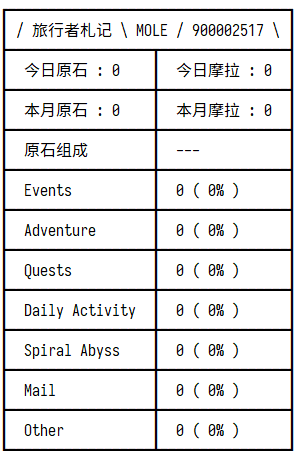 / 旅行者札记 \ MOLE / 900002517 \
今日原石 : 0 今日摩拉 : 0
本月原石 : 0 本月摩拉 : 0
原石组成 ---
Events 0 ( 0% )
Adventure 0 ( 0% )
Quests 0 ( 0% )
Daily Activity 0 ( 0% )
Spiral Abyss 0 ( 0% )
Mail 0 ( 0% )
Other 0 ( 0% )